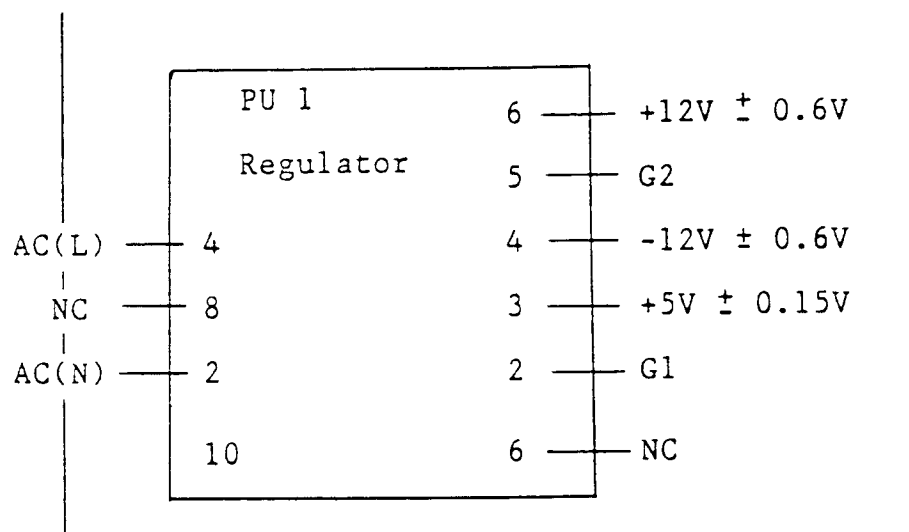 PU 1
6 +12V ± 0.6V
Regulator
5 G2
AC(L) 4
4 -12V ± 0.6V
NC 8
3 +5V ± 0.15V
AC(N) 2
2 G1
10
6 NC